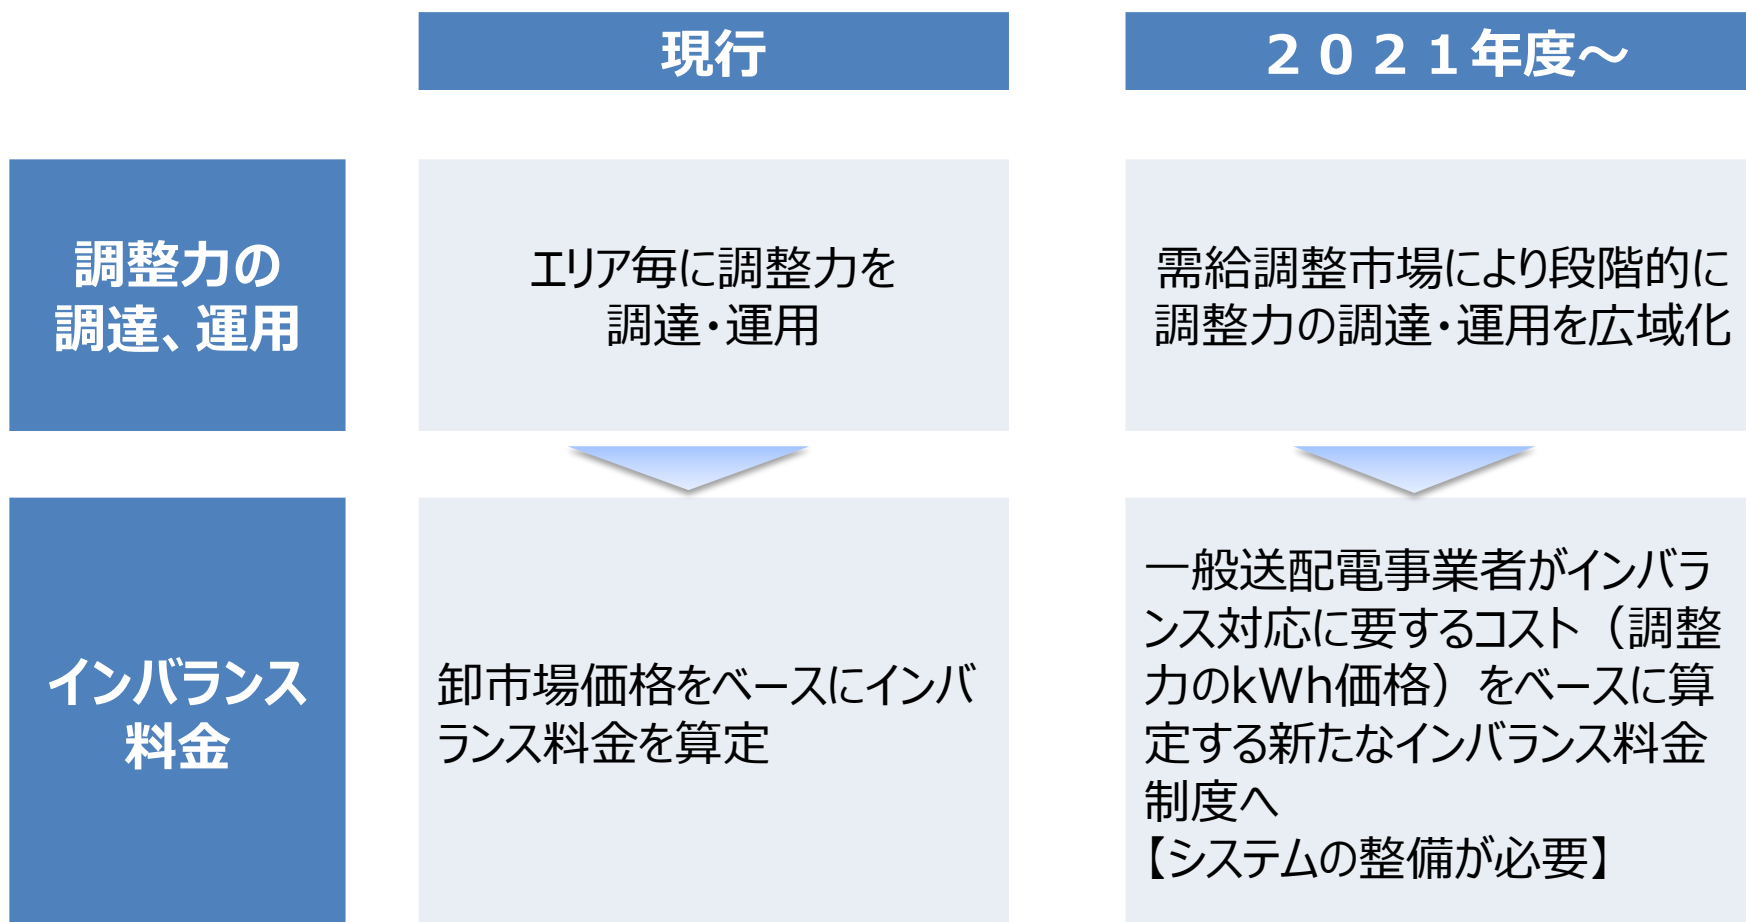 現行
２０２１年度～
調整力の
調達、運用
エリア毎に調整力を
調達・運用
需給調整市場により段階的に
調整力の調達・運用を広域化
インバランス
料金
卸市場価格をベースにインバ
ランス料金を算定
一般送配電事業者がインバラ
ンス対応に要するコスト（調整
力のkWh価格）をベースに算
定する新たなインバランス料金
制度へ
【システムの整備が必要】